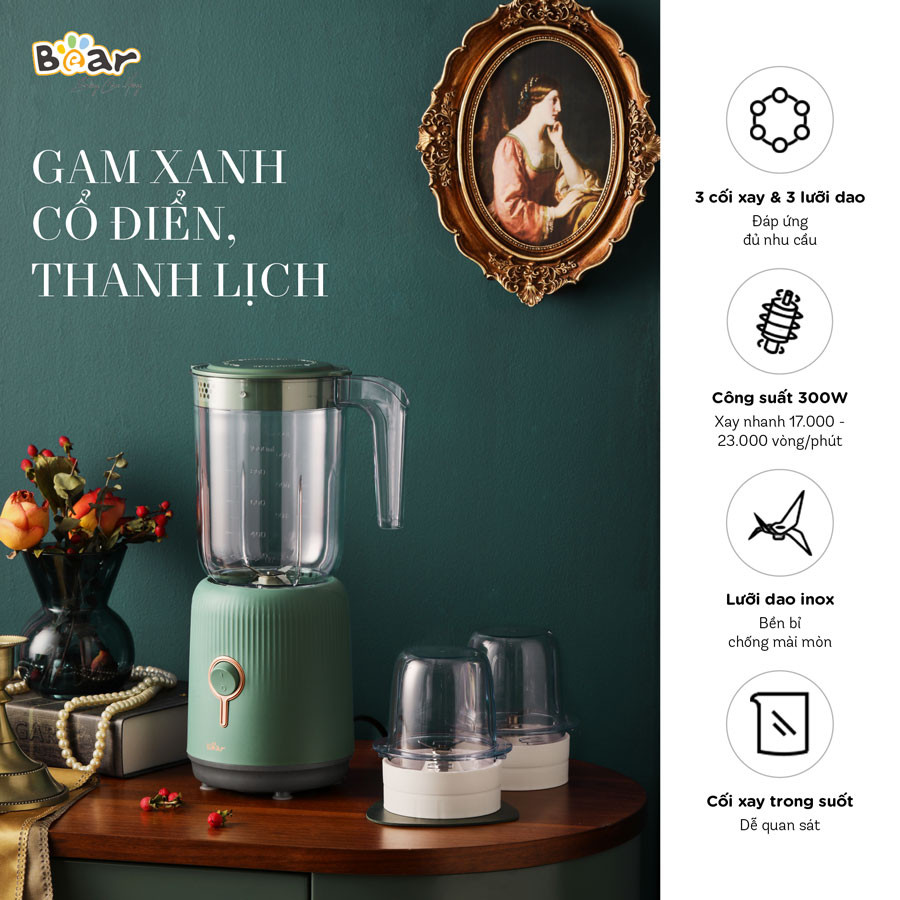 Bear
GAM XANH
CỔ ĐIỂN,
THANH LỊCH
3 cối xay & 3 lưỡi dao
Đáp ứng
đủ nhu cầu
Công suất 300W
Xay nhanh 17.000 -
23.000 vòng/phút
Lưỡi dao inox
Bền bỉ
chống mài mòn
Cối xay trong suốt
Dễ quan sát
Bear